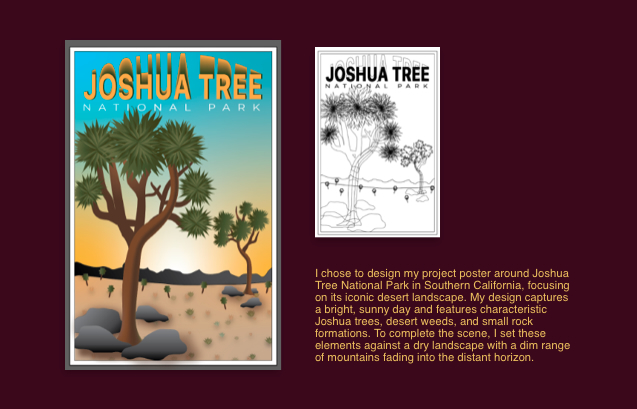 JOSHUA TREE
NATIONAL PARK
JOSHUA TREE
NATIONAL PARK
I chose to design my project poster around Joshua
Tree National Park in Southern California, focusing
on its iconic desert landscape. My design captures
a bright, sunny day and features characteristic
Joshua trees, desert weeds, and small rock
formations. To complete the scene, I set these
elements against a dry landscape with a dim range
of mountains fading into the distant horizon.